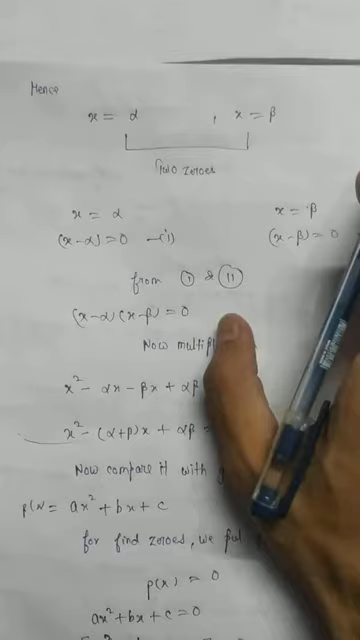 Hence
x = α , x = β
Two zeroes
x = α x = β
(x-α) = 0 —(i) (x-β) = 0
from (i) & (ii)
(x-α) (x-β) = 0
Now
x² - αx - βx + αβ
x² - (α+β)x + αβ =
Now compare it with
p(x) = ax² + bx + c
for find zeroes, we put
p(x) = 0
ax² + bx + c = 0